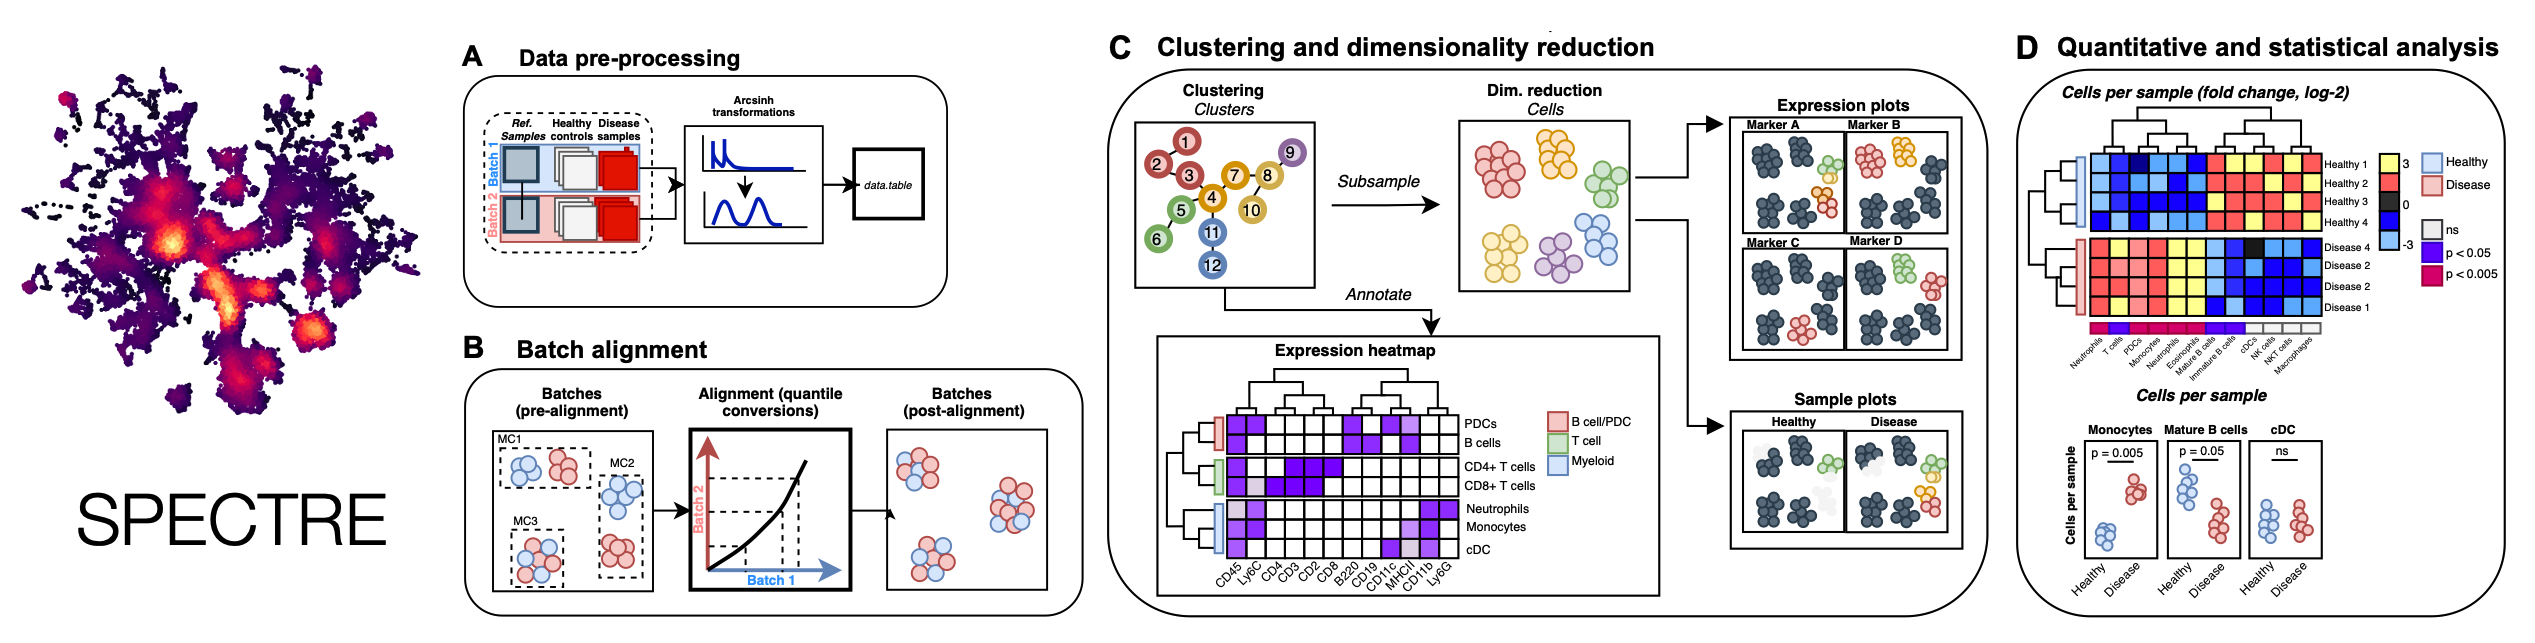 SPECTRE
A Data pre-processing
Ref. Samples
Healthy controls
Disease samples
Batch 1
Batch 2
Arcsinh
transformations
data.table
B Batch alignment
Batches
(pre-alignment)
MC1
MC2
MC3
Alignment (quantile
conversions)
Batch 2
Batch 1
Batches
(post-alignment)
C Clustering and dimensionality reduction
Clustering
Clusters
1
2
3
4
5
6
7
8
9
10
11
12
Subsample
Annotate
Dim. reduction
Cells
Expression plots
Marker A
Marker B
Marker C
Marker D
Sample plots
Healthy
Disease
Expression heatmap
PDCs
B cells
CD4+ T cells
CD8+ T cells
Neutrophils
Monocytes
cDC
CD45
Ly6C
CD4
CD3
CD2
CD8
B220
CD19
CD11c
MHCII
CD11b
Ly6G
B cell/PDC
T cell
Myeloid
D Quantitative and statistical analysis
Cells per sample (fold change, log-2)
Healthy 1
Healthy 2
Healthy 3
Healthy 4
Disease 4
Disease 2
Disease 2
Disease 1
3
0
-3
Healthy
Disease
ns
p < 0.05
p < 0.005
Neutrophils
T cells
PDCs
Monocytes
Neutrophils
Eosinophils
Mature B cells
Immature B cells
cDCs
NK cells
NKT cells
Macrophages
Cells per sample
Cells per sample
Monocytes
p = 0.005
Healthy
Disease
Mature B cells
p = 0.05
Healthy
Disease
cDC
ns
Healthy
Disease